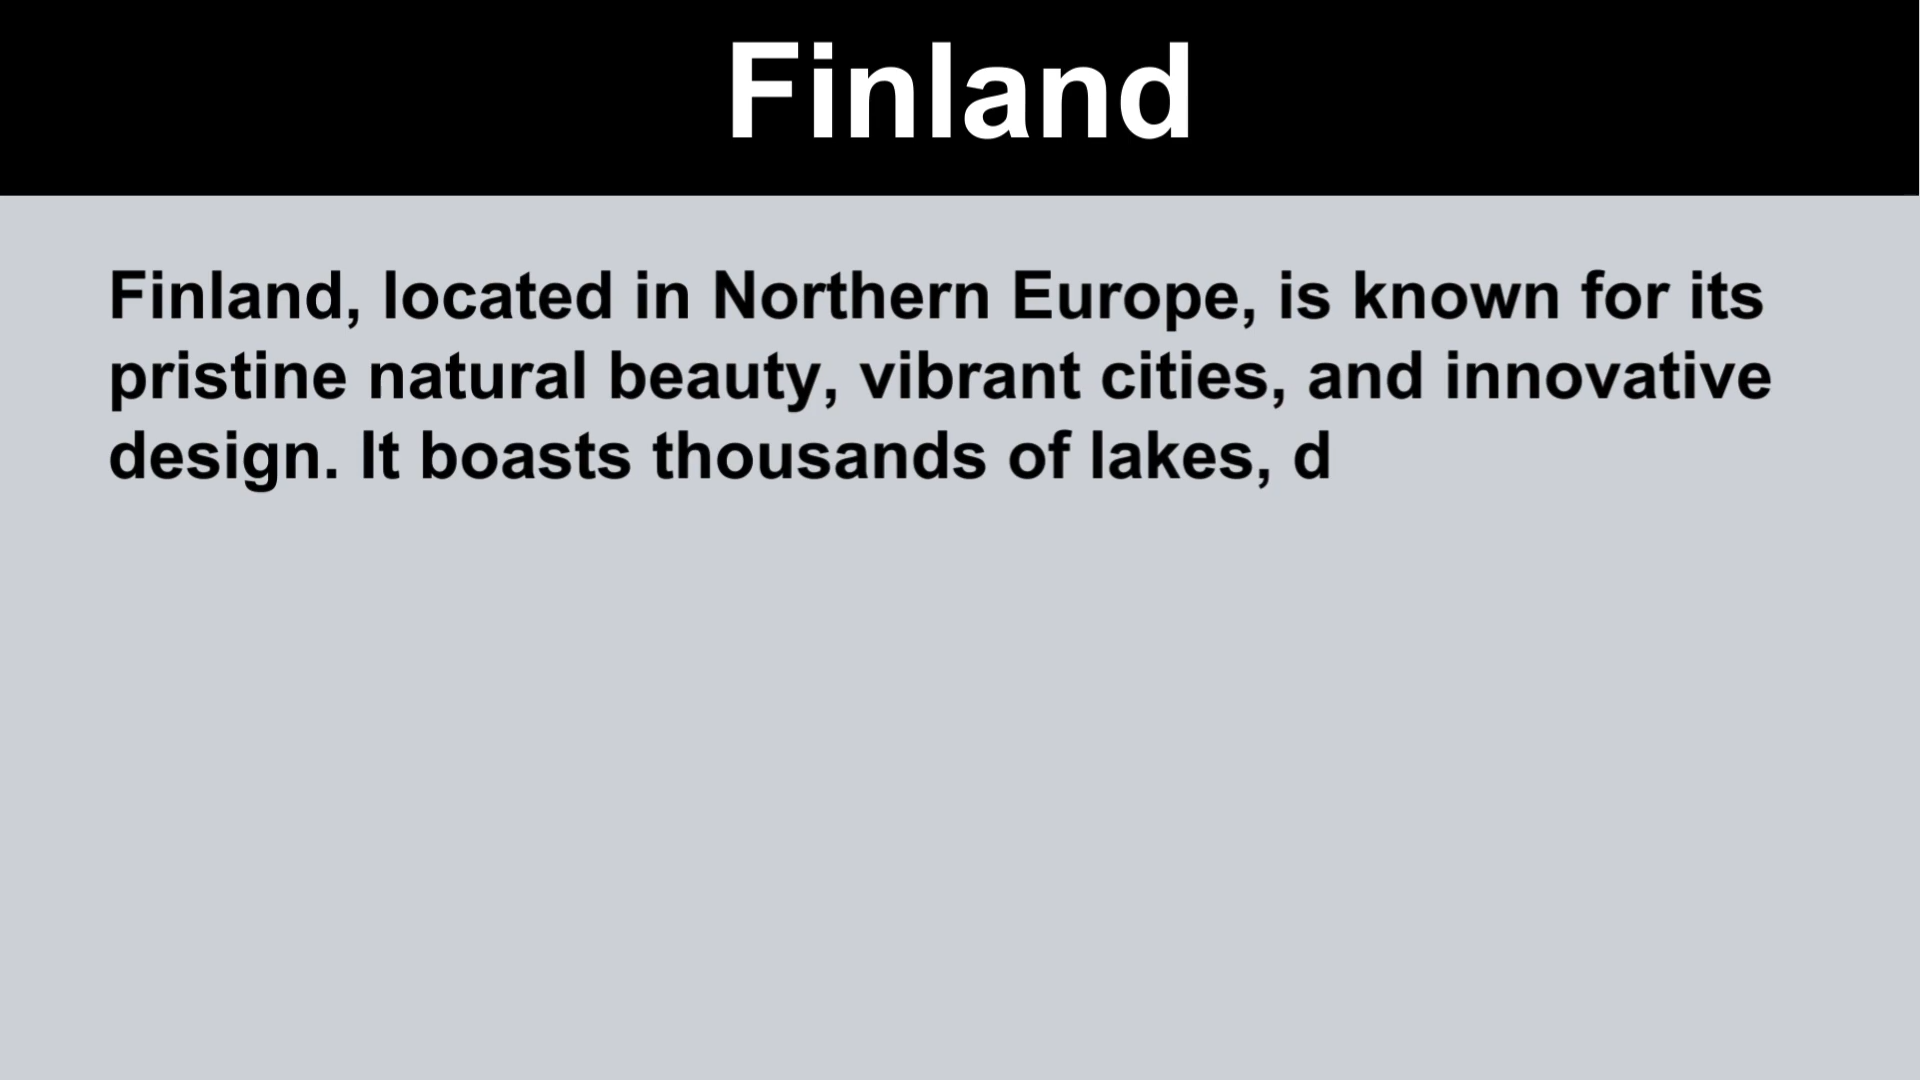 Finland
Finland, located in Northern Europe, is known for its
pristine natural beauty, vibrant cities, and innovative
design. It boasts thousands of lakes, d